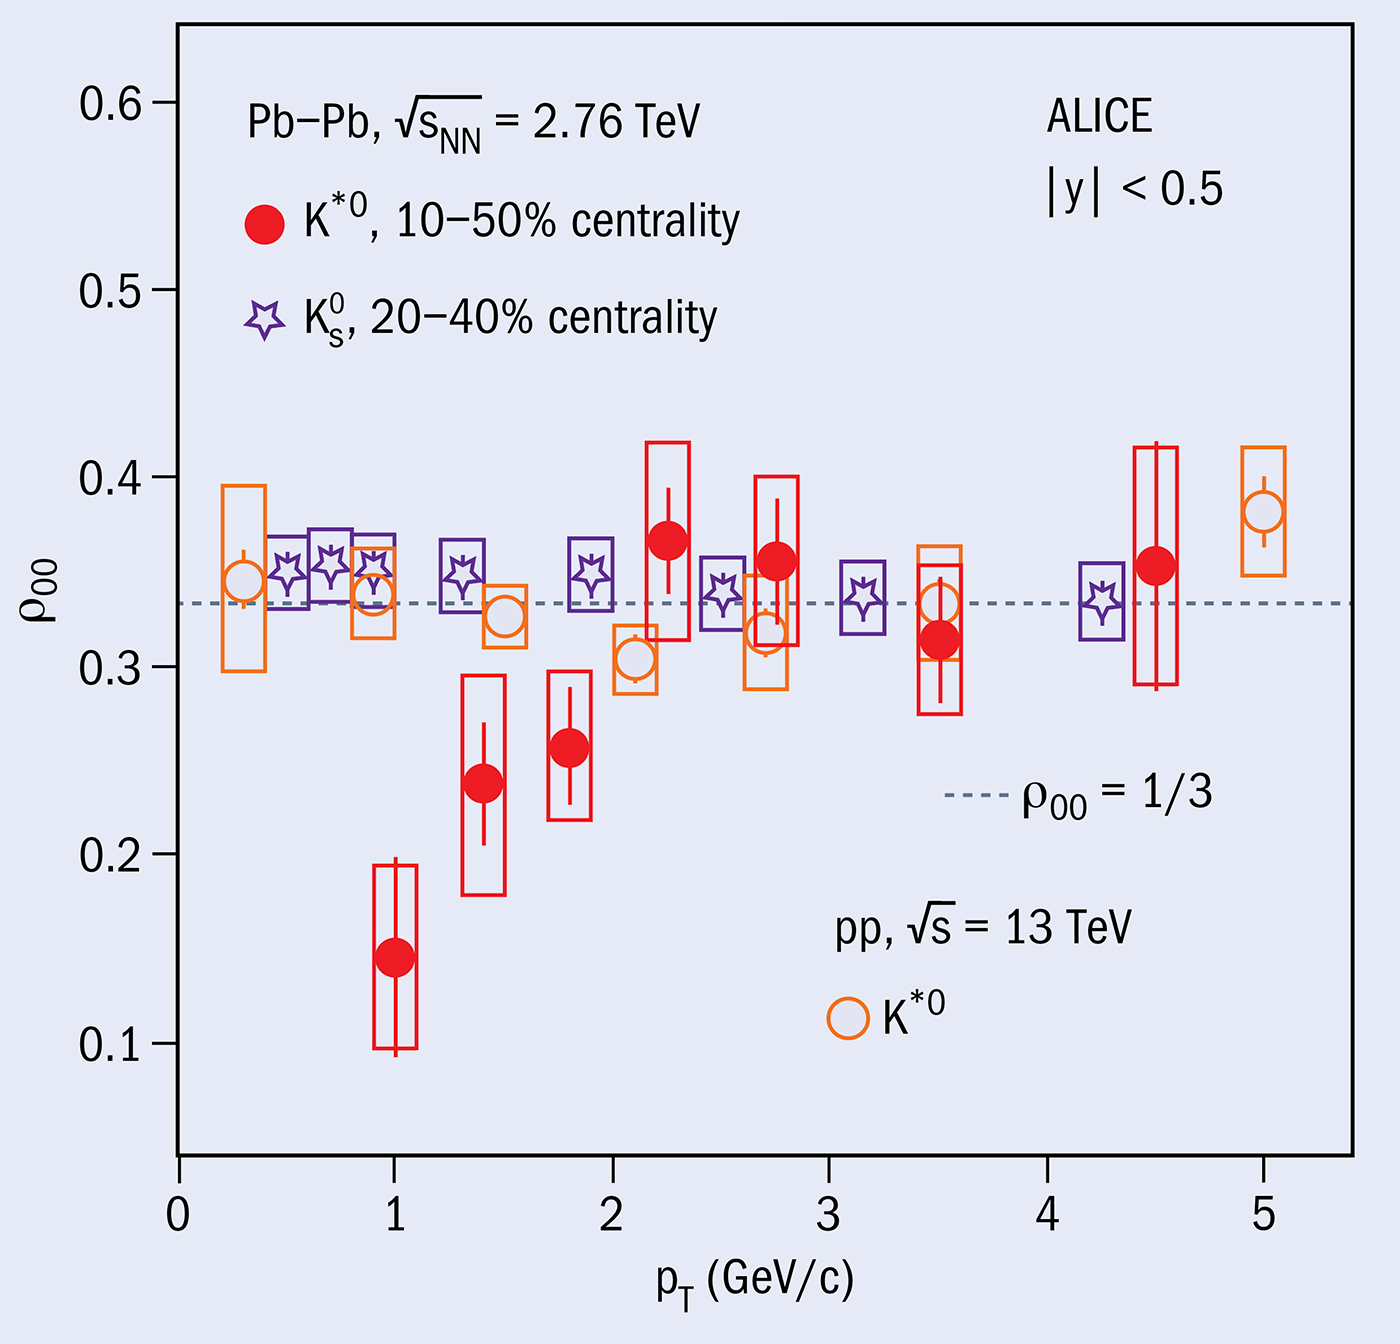 0.6
0.5
0.4
0.3
0.2
0.1
ρ₀₀
Pb–Pb, √sNN = 2.76 TeV
K*⁰, 10–50% centrality
K⁰s, 20–40% centrality
ALICE
|y| < 0.5
ρ₀₀ = 1/3
pp, √s = 13 TeV
K*⁰
0 1 2 3 4 5
pT (GeV/c)